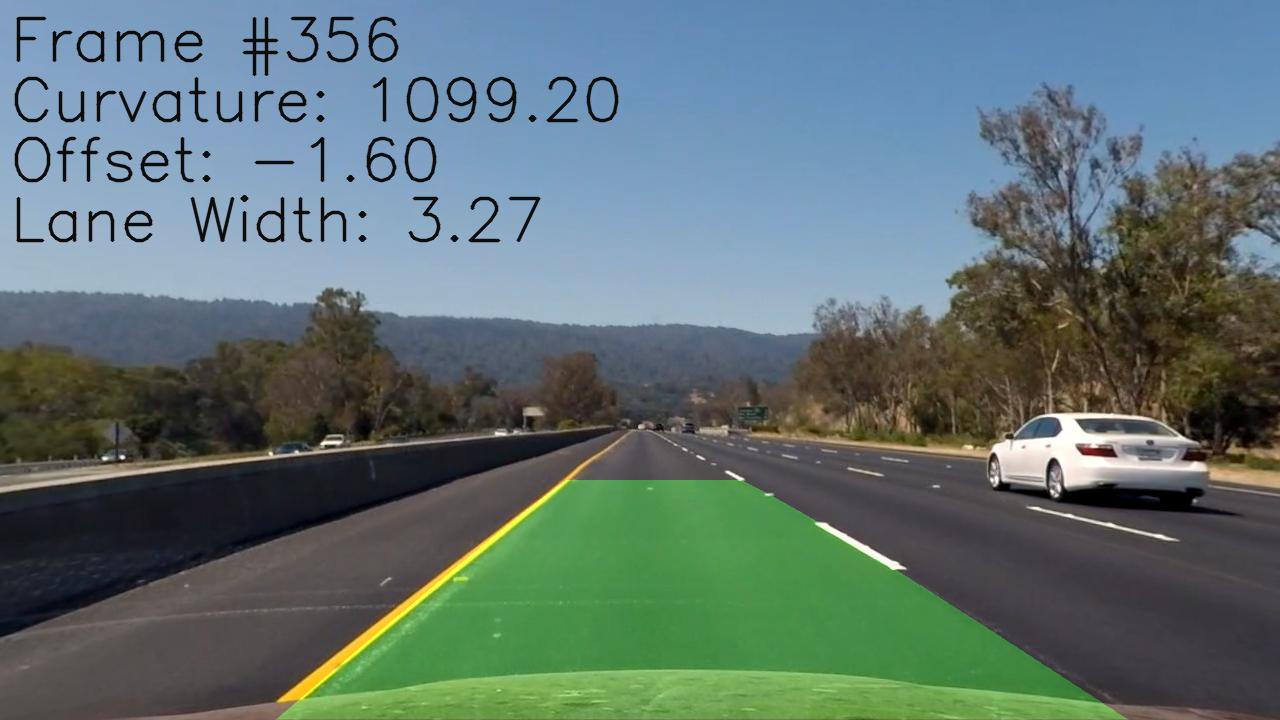 Frame #356
Curvature: 1099.20
Offset: -1.60
Lane Width: 3.27